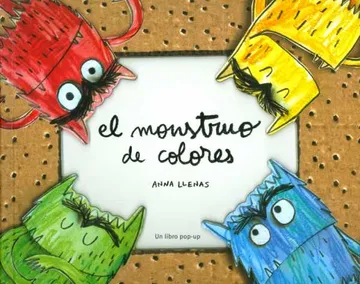 el monstruo
de colores
ANNA LLENAS
Un libro pop-up